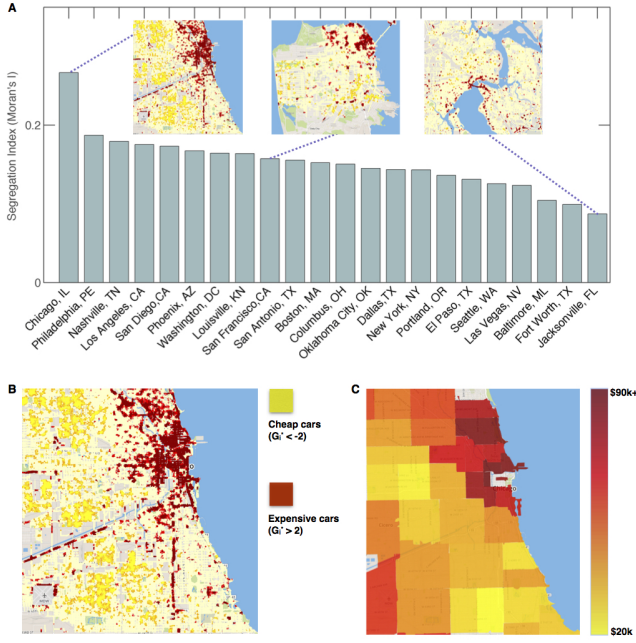 A
Segregation Index (Moran's I)
0.2
0
Chicago, IL
Philadelphia, PE
Nashville, TN
Los Angeles, CA
San Diego,CA
Phoenix, AZ
Washington, DC
Louisville, KN
San Francisco,CA
San Antonio, TX
Boston, MA
Columbus, OH
Oklahoma City, OK
Dallas,TX
New York, NY
Portland, OR
El Paso, TX
Seattle, WA
Las Vegas, NV
Baltimore, ML
Fort Worth, TX
Jacksonville, FL
B
Cheap cars
(Gi* < -2)
Expensive cars
(Gi* > 2)
C
$90k+
$20k